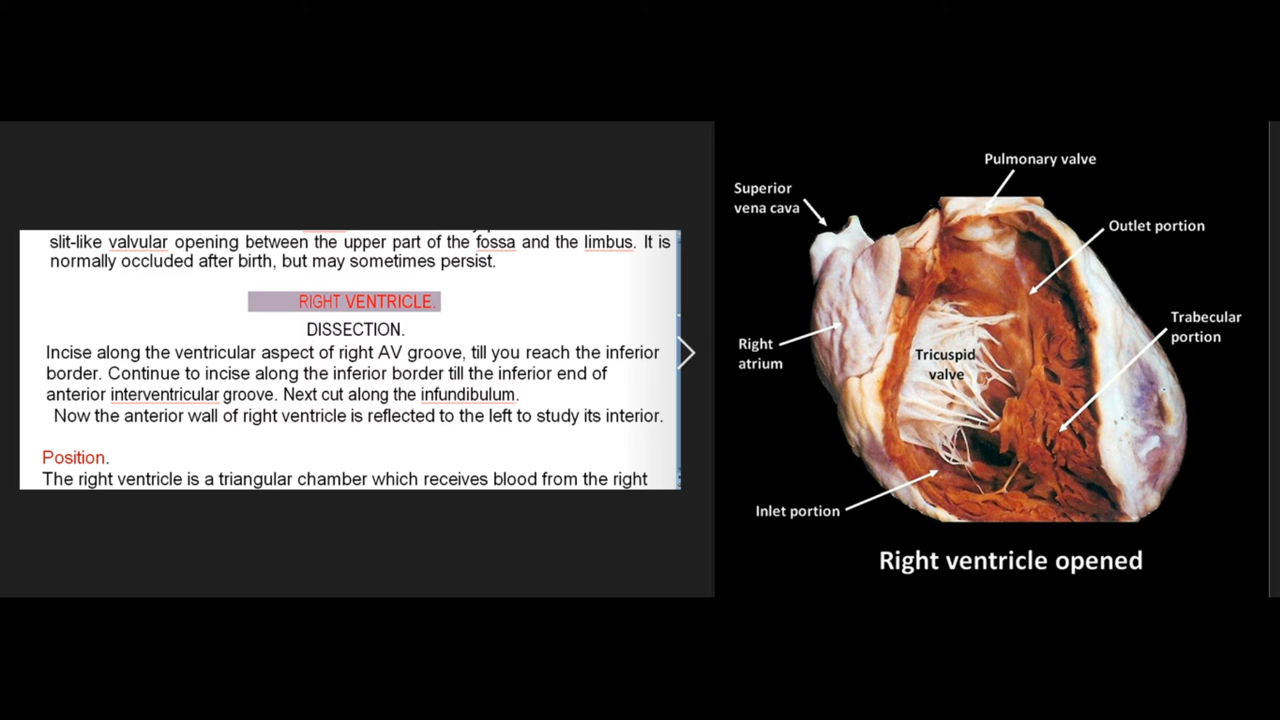 slit-like valvular opening between the upper part of the fossa and the limbus. It is
normally occluded after birth, but may sometimes persist.
RIGHT VENTRICLE.
DISSECTION.
Incise along the ventricular aspect of right AV groove, till you reach the inferior
border. Continue to incise along the inferior border till the inferior end of
anterior interventricular groove. Next cut along the infundibulum.
Now the anterior wall of right ventricle is reflected to the left to study its interior.
Position.
The right ventricle is a triangular chamber which receives blood from the right
Pulmonary valve
Superior
vena cava
Outlet portion
Trabecular
portion
Right
atrium
Tricuspid
valve
Inlet portion
Right ventricle opened